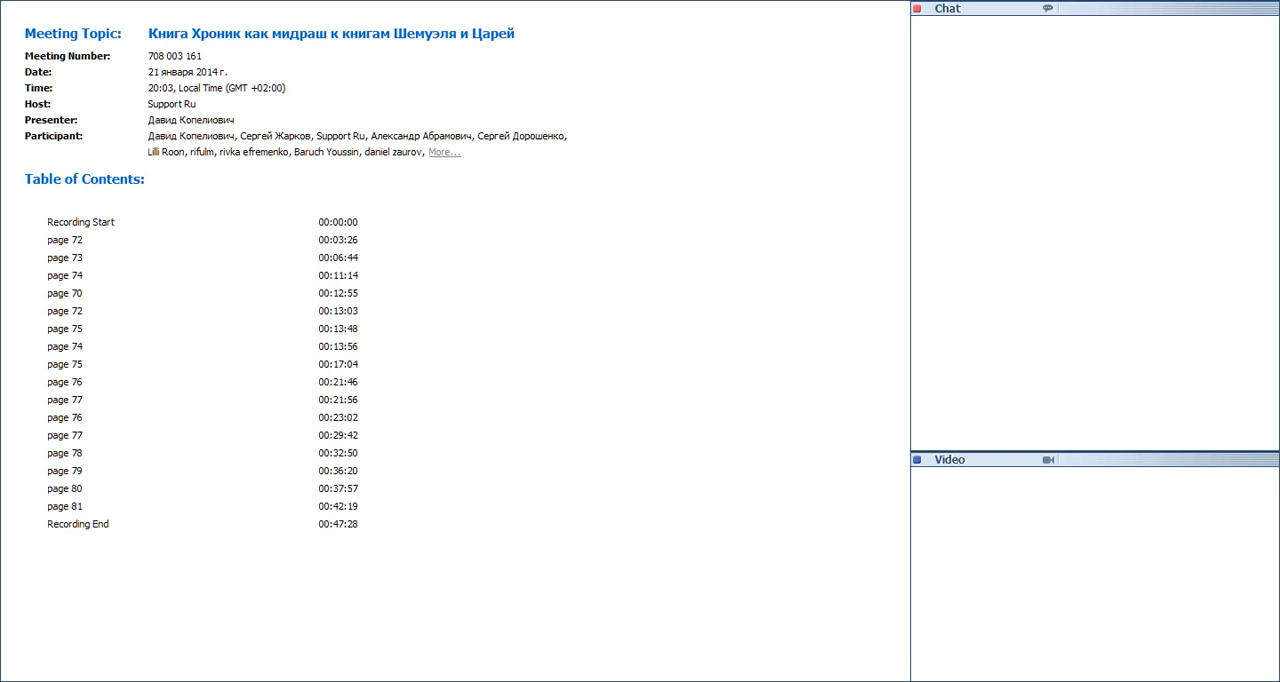 Meeting Topic: Книга Хроник как мидраш к книгам Шемуэля и Царей
Meeting Number: 708 003 161
Date: 21 января 2014 г.
Time: 20:03, Local Time (GMT +02:00)
Host: Support Ru
Presenter: Давид Копелиович
Participant: Давид Копелиович, Сергей Жарков, Support Ru, Александр Абрамович, Сергей Дорошенко,
Lilli Roon, rifulm, rivka efremenko, Baruch Youssin, daniel zaurov, More...
Table of Contents:
Recording Start 00:00:00
page 72 00:03:26
page 73 00:06:44
page 74 00:11:14
page 70 00:12:55
page 72 00:13:03
page 75 00:13:48
page 74 00:13:56
page 75 00:17:04
page 76 00:21:46
page 77 00:21:56
page 76 00:23:02
page 77 00:29:42
page 78 00:32:50
page 79 00:36:20
page 80 00:37:57
page 81 00:42:19
Recording End 00:47:28
Chat
Video